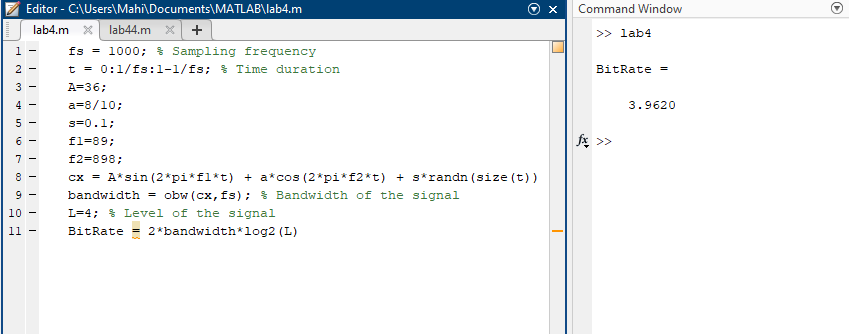 Editor - C:\Users\Mahi\Documents\MATLAB\lab4.m
lab4.m lab44.m +
1 - fs = 1000; % Sampling frequency
2 - t = 0:1/fs:1-1/fs; % Time duration
3 - A=36;
4 - a=8/10;
5 - s=0.1;
6 - f1=89;
7 - f2=898;
8 - cx = A*sin(2*pi*f1*t) + a*cos(2*pi*f2*t) + s*randn(size(t))
9 - bandwidth = obw(cx,fs); % Bandwidth of the signal
10 - L=4; % Level of the signal
11 - BitRate = 2*bandwidth*log2(L)
Command Window
>> lab4
BitRate =
3.9620
fx >>